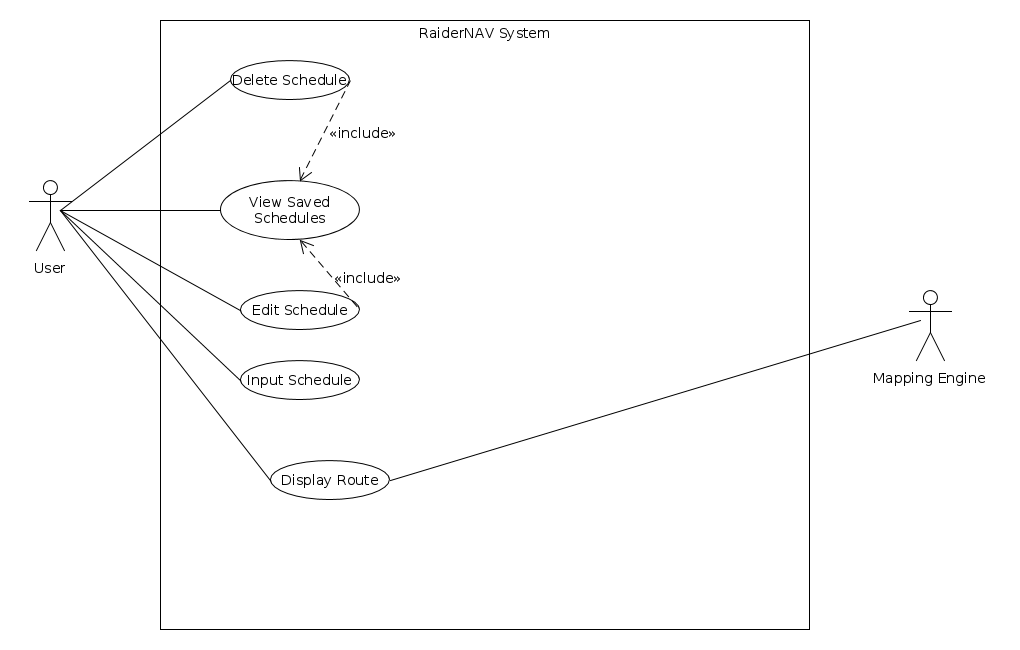 RaiderNAV System
Delete Schedule
«include»
View Saved
Schedules
User
«include»
Edit Schedule
Input Schedule
Mapping Engine
Display Route